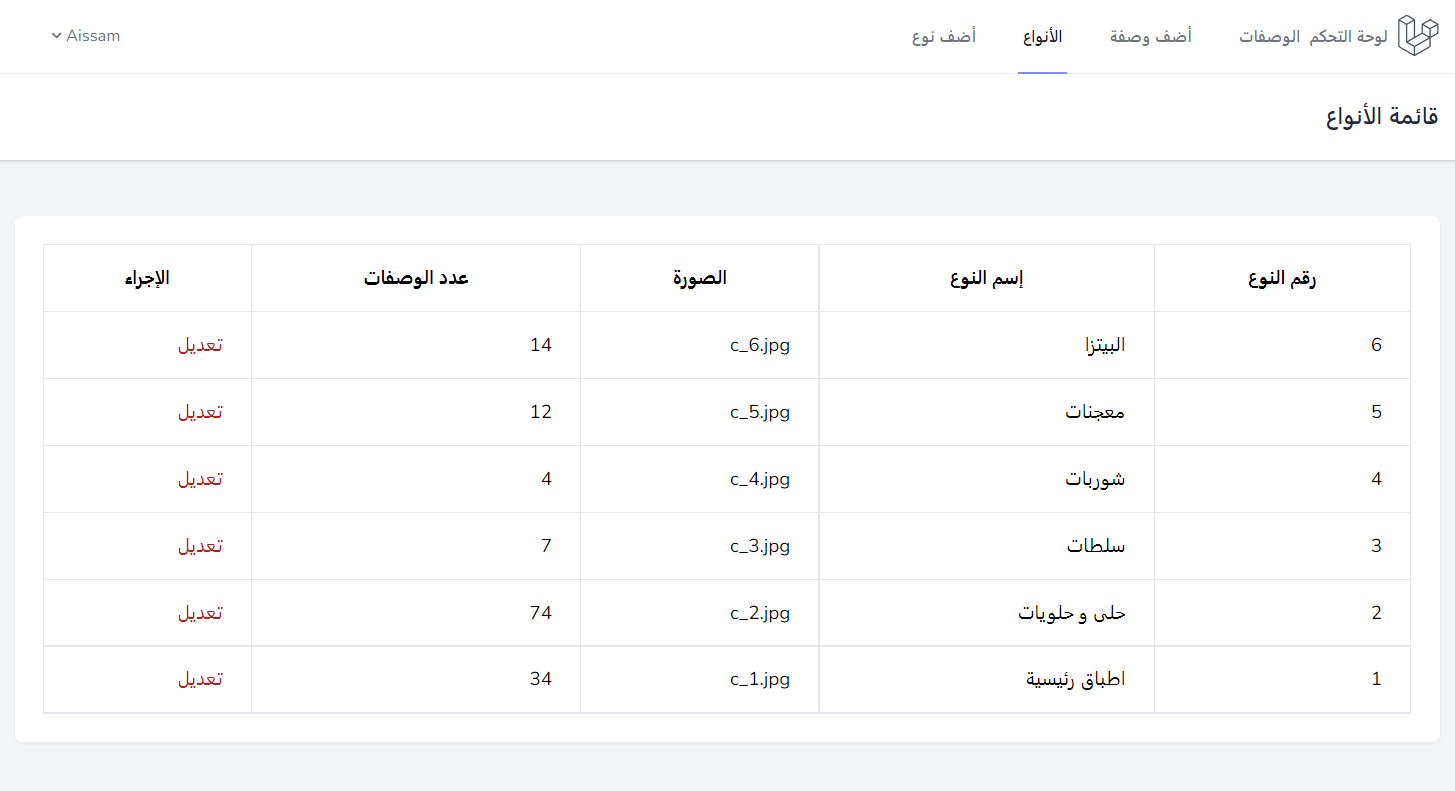 لوحة التحكم الوصفات أضف وصفة الأنواع أضف نوع Aissam
قائمة الأنواع
رقم النوع إسم النوع الصورة عدد الوصفات الإجراء
6 البيتزا c_6.jpg 14 تعديل
5 معجنات c_5.jpg 12 تعديل
4 شوربات c_4.jpg 4 تعديل
3 سلطات c_3.jpg 7 تعديل
2 حلى و حلويات c_2.jpg 74 تعديل
1 اطباق رئيسية c_1.jpg 34 تعديل